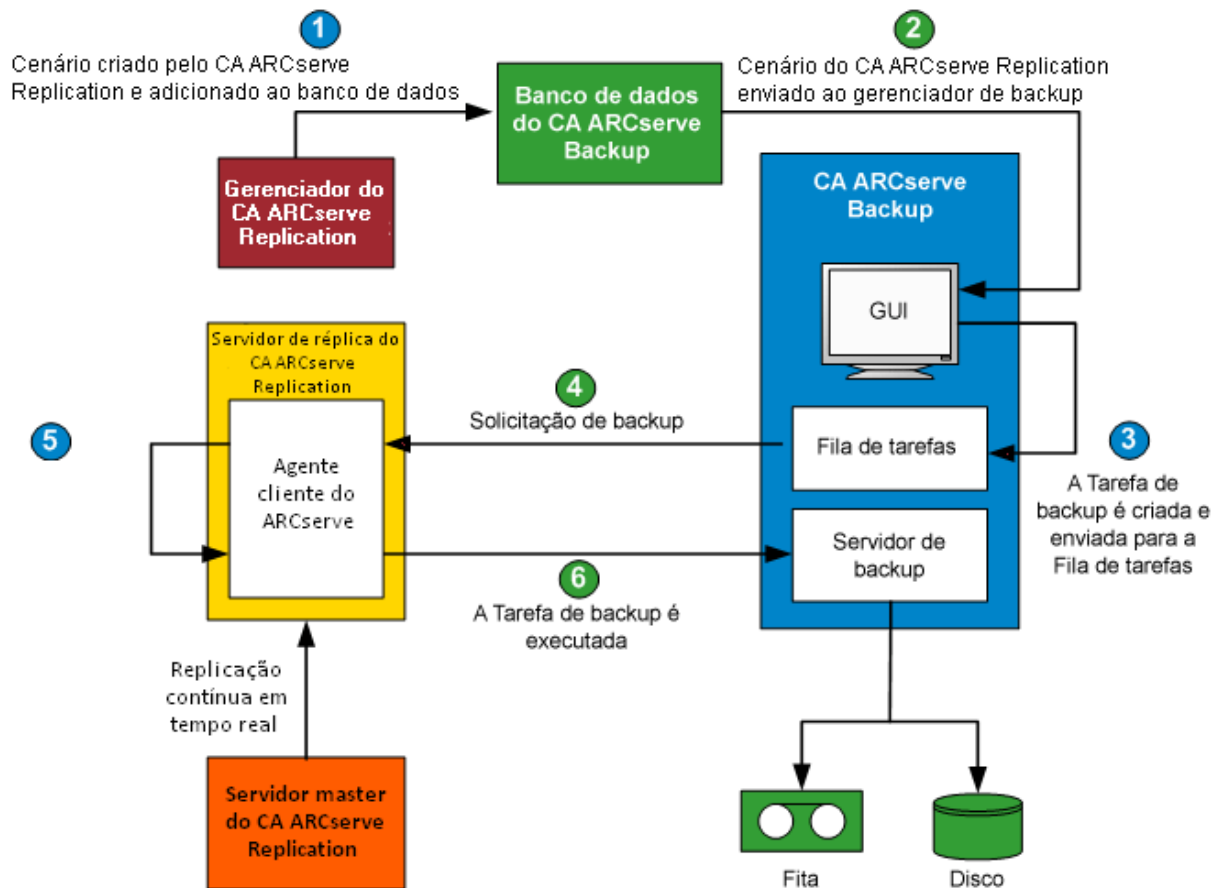 1
Cenário criado pelo CA ARCserve
Replication e adicionado ao banco de dados
2
Cenário do CA ARCserve Replication
enviado ao gerenciador de backup
Banco de dados
do CA ARCserve
Backup
Gerenciador do
CA ARCserve
Replication
CA ARCserve
Backup
GUI
Servidor de réplica do
CA ARCserve
Replication
4
Solicitação de backup
Fila de tarefas
3
A Tarefa de
backup é criada e
enviada para a
Fila de tarefas
5
Agente
cliente do
ARCserve
Servidor de
backup
6
A Tarefa de backup é
executada
Replicação
contínua em
tempo real
Servidor master
do CA ARCserve
Replication
Fita
Disco